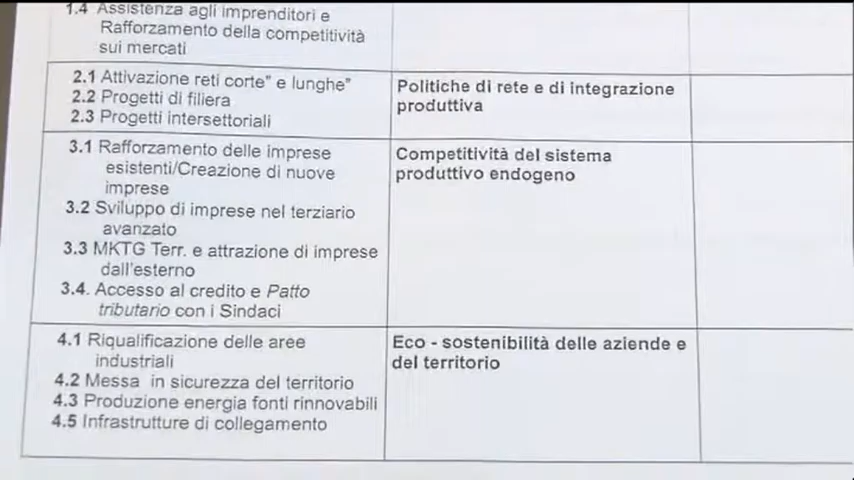 1.4 Assistenza agli imprenditori e
Rafforzamento della competitività
sui mercati
2.1 Attivazione reti corte" e lunghe"
2.2 Progetti di filiera
2.3 Progetti intersettoriali
Politiche di rete e di integrazione
produttiva
3.1 Rafforzamento delle imprese
esistenti/Creazione di nuove
imprese
3.2 Sviluppo di imprese nel terziario
avanzato
3.3 MKTG Terr. e attrazione di imprese
dall'esterno
3.4. Accesso al credito e Patto
tributario con i Sindaci
Competitività del sistema
produttivo endogeno
4.1 Riqualificazione delle aree
industriali
4.2 Messa in sicurezza del territorio
4.3 Produzione energia fonti rinnovabili
4.5 Infrastrutture di collegamento
Eco - sostenibilità delle aziende e
del territorio